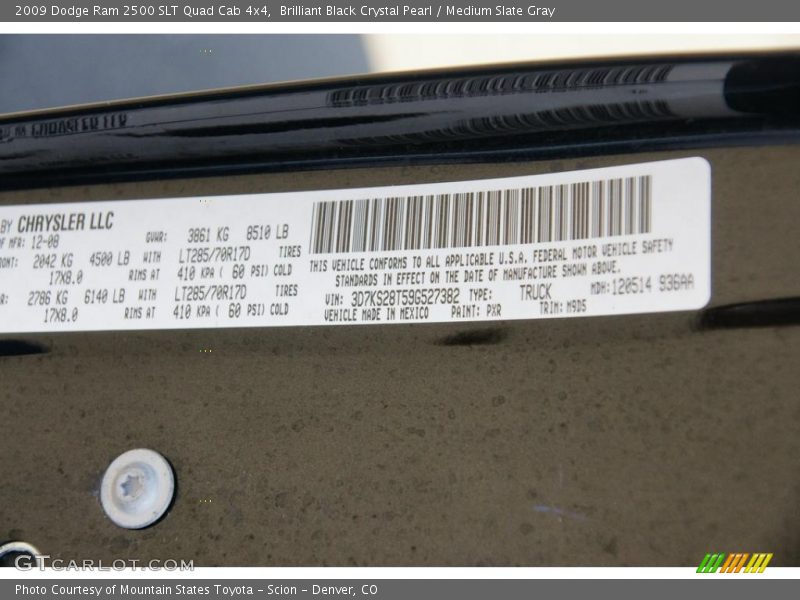 2009 Dodge Ram 2500 SLT Quad Cab 4x4, Brilliant Black Crystal Pearl / Medium Slate Gray
BY CHRYSLER LLC
OF MFR: 12-08 GVWR: 3861 KG 8510 LB
RONT: 2042 KG 4500 LB WITH LT285/70R17D TIRES
17X8.0 RIMS AT 410 KPA ( 60 PSI) COLD
R: 2786 KG 6140 LB WITH LT285/70R17D TIRES
17X8.0 RIMS AT 410 KPA ( 60 PSI) COLD
THIS VEHICLE CONFORMS TO ALL APPLICABLE U.S.A. FEDERAL MOTOR VEHICLE SAFETY
STANDARDS IN EFFECT ON THE DATE OF MANUFACTURE SHOWN ABOVE.
VIN: 3D7KS28T59G527382 TYPE: TRUCK MDH: 120514 936AA
VEHICLE MADE IN MEXICO PAINT: PXR TRIM: M9D5
GTCARLOT.COM
Photo Courtesy of Mountain States Toyota - Scion - Denver, CO